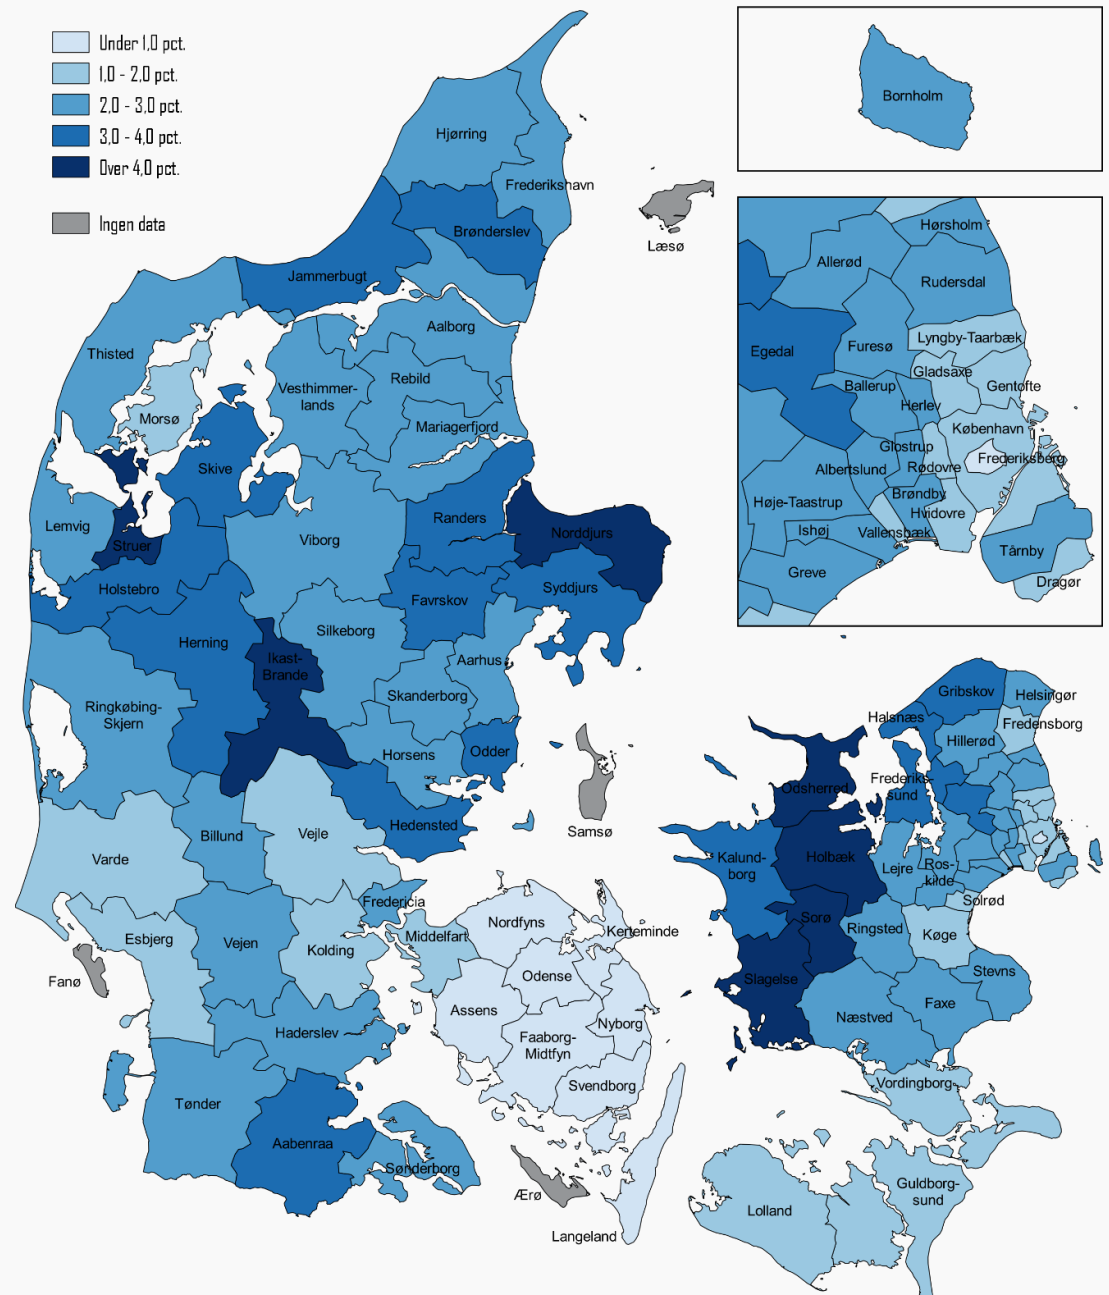 Under 1,0 pct.
1,0 - 2,0 pct.
2,0 - 3,0 pct.
3,0 - 4,0 pct.
Over 4,0 pct.
Ingen data
Bornholm
Hjørring
Frederikshavn
Brønderslev
Læsø
Jammerbugt
Aalborg
Thisted
Rebild
Vesthimmer-
lands
Morsø
Mariagerfjord
Skive
Randers
Lemvig
Norddjurs
Struer
Viborg
Holstebro
Syddjurs
Favrskov
Silkeborg
Herning
Aarhus
Ikast-
Brande
Skanderborg
Ringkøbing-
Skjern
Odder
Horsens
Samsø
Hedensted
Billund
Vejle
Varde
Fredericia
Nordfyns
Kerteminde
Middelfart
Esbjerg
Vejen
Kolding
Odense
Fanø
Assens
Nyborg
Haderslev
Faaborg-
Midtfyn
Svendborg
Tønder
Aabenraa
Sønderborg
Ærø
Langeland
Hørsholm
Allerød
Rudersdal
Lyngby-Taarbæk
Egedal
Furesø
Gladsaxe
Ballerup
Gentofte
Herlev
København
Glostrup
Frederiksberg
Albertslund
Rødovre
Høje-Taastrup
Brøndby
Hvidovre
Ishøj
Vallensbæk
Tårnby
Greve
Dragør
Gribskov
Helsingør
Halsnæs
Fredensborg
Hillerød
Frederiks-
sund
Odsherred
Kalund-
borg
Holbæk
Lejre
Ros-
kilde
Solrød
Sorø
Ringsted
Køge
Slagelse
Stevns
Faxe
Næstved
Vordingborg
Guldborg-
sund
Lolland